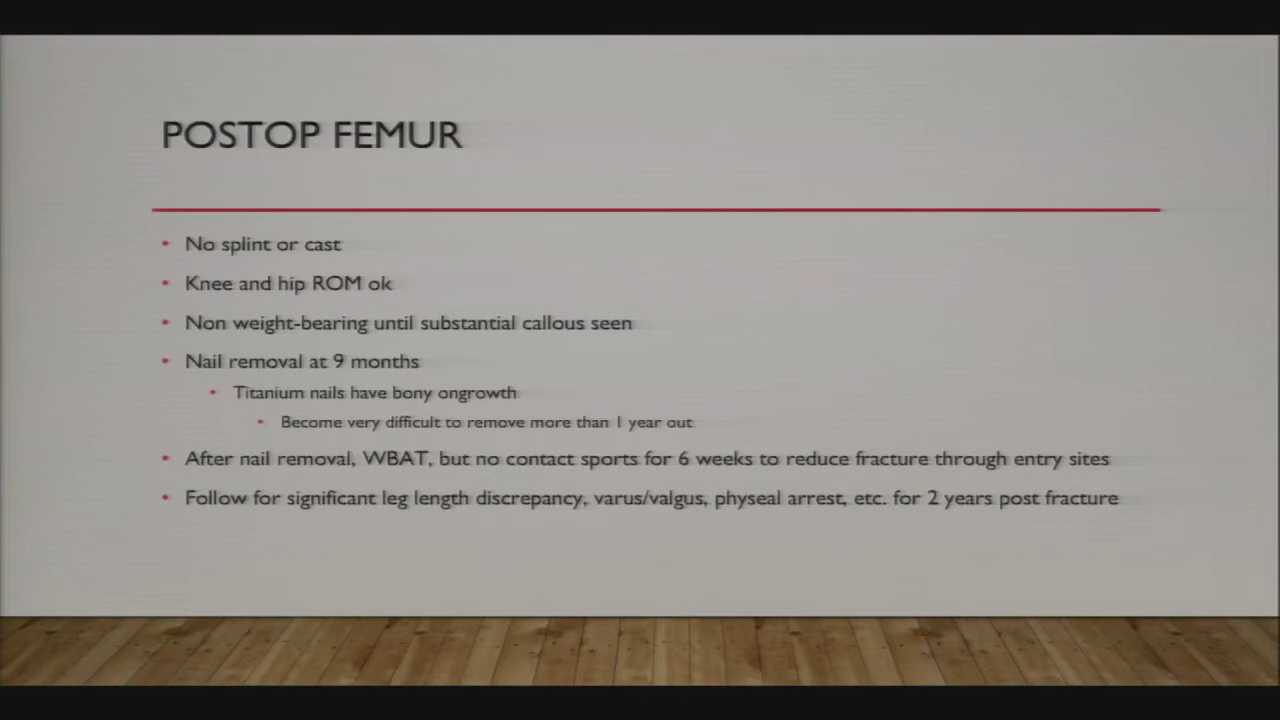 POSTOP FEMUR
• No splint or cast
• Knee and hip ROM ok
• Non weight-bearing until substantial callous seen
• Nail removal at 9 months
• Titanium nails have bony ongrowth
• Become very difficult to remove more than 1 year out
• After nail removal, WBAT, but no contact sports for 6 weeks to reduce fracture through entry sites
• Follow for significant leg length discrepancy, varus/valgus, physeal arrest, etc. for 2 years post fracture